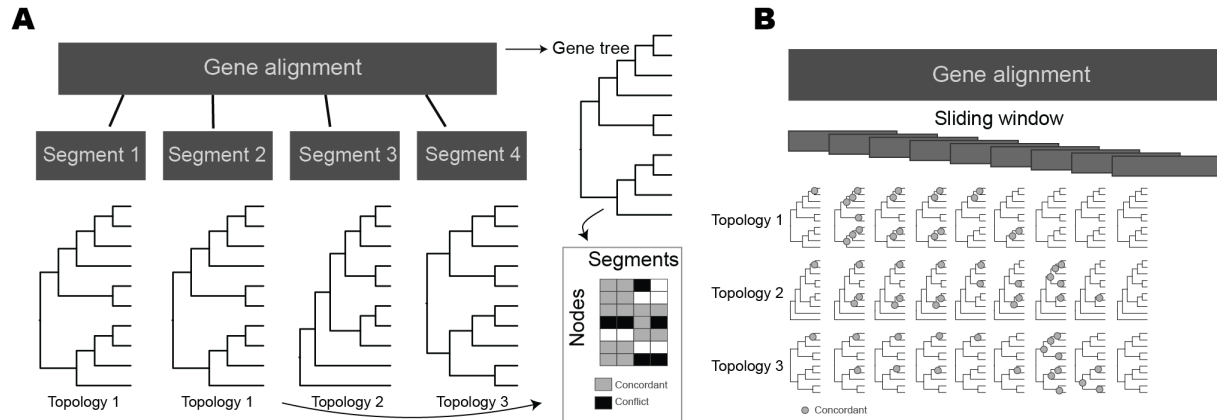 A
Gene alignment
Gene tree
Segment 1
Segment 2
Segment 3
Segment 4
Topology 1
Topology 1
Topology 2
Topology 3
Segments
Nodes
Concordant
Conflict
B
Gene alignment
Sliding window
Topology 1
Topology 2
Topology 3
Concordant